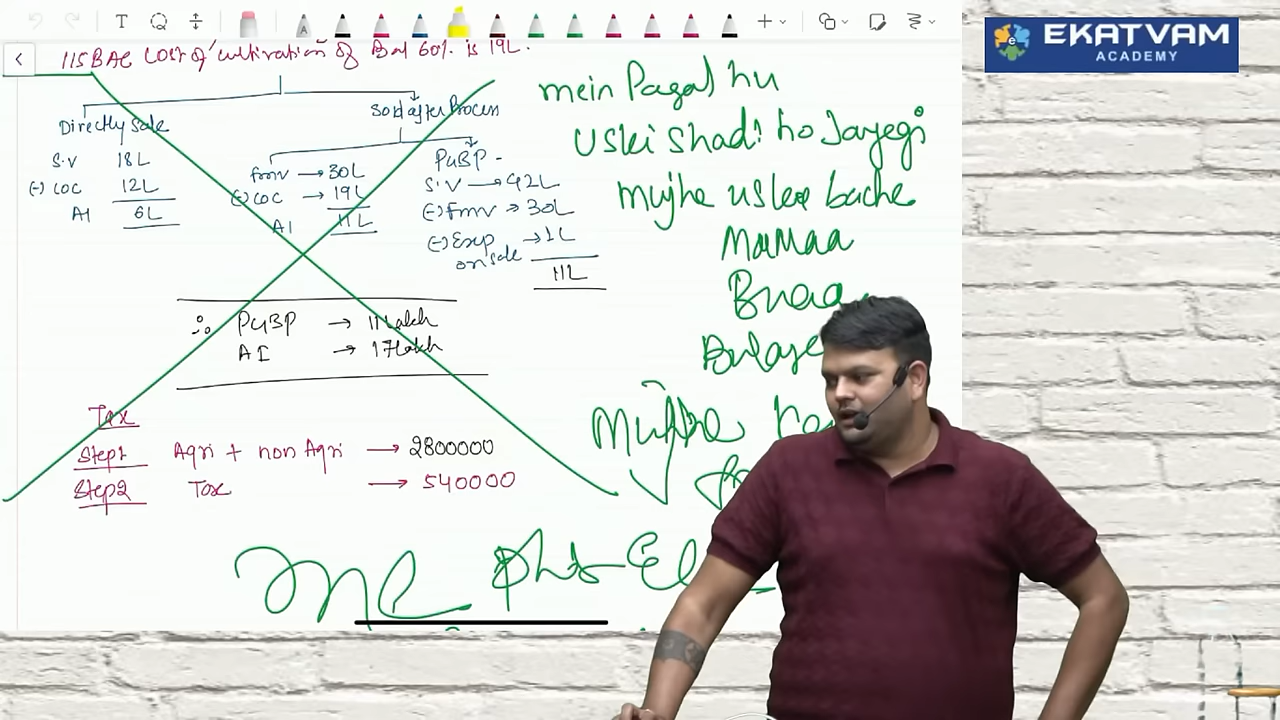 EKATVAM
ACADEMY
115BAC Cost of cultivation of Bal 60% is 19L.
Directly Sale
S.V 18L
(-) COC 12L
AI 6L
Sold after Process
fmv → 30L
(-) COC → 19L
AI 11L
PGBP -
S.V → 42L
(-) Fmv → 30L
(-) Exp on sale → 1L
11L
∴ PGBP → 11 Lakh
AI → 17 Lakh
Tax
Step1 Agri + non Agri → 2800000
Step2 Tax → 540000
mein Pagal hu
Uski Shadi ho Jayegi
mujhe uske bache
MaMaa